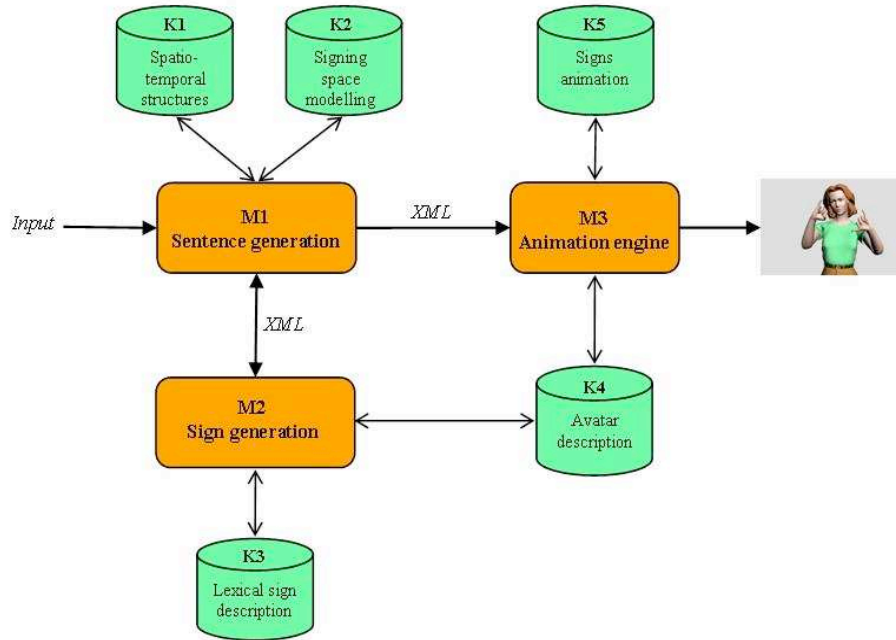 K1
Spatio-
temporal
structures
K2
Signing
space
modelling
K5
Signs
animation
Input
M1
Sentence generation
XML
M3
Animation engine
XML
M2
Sign generation
K4
Avatar
description
K3
Lexical sign
description